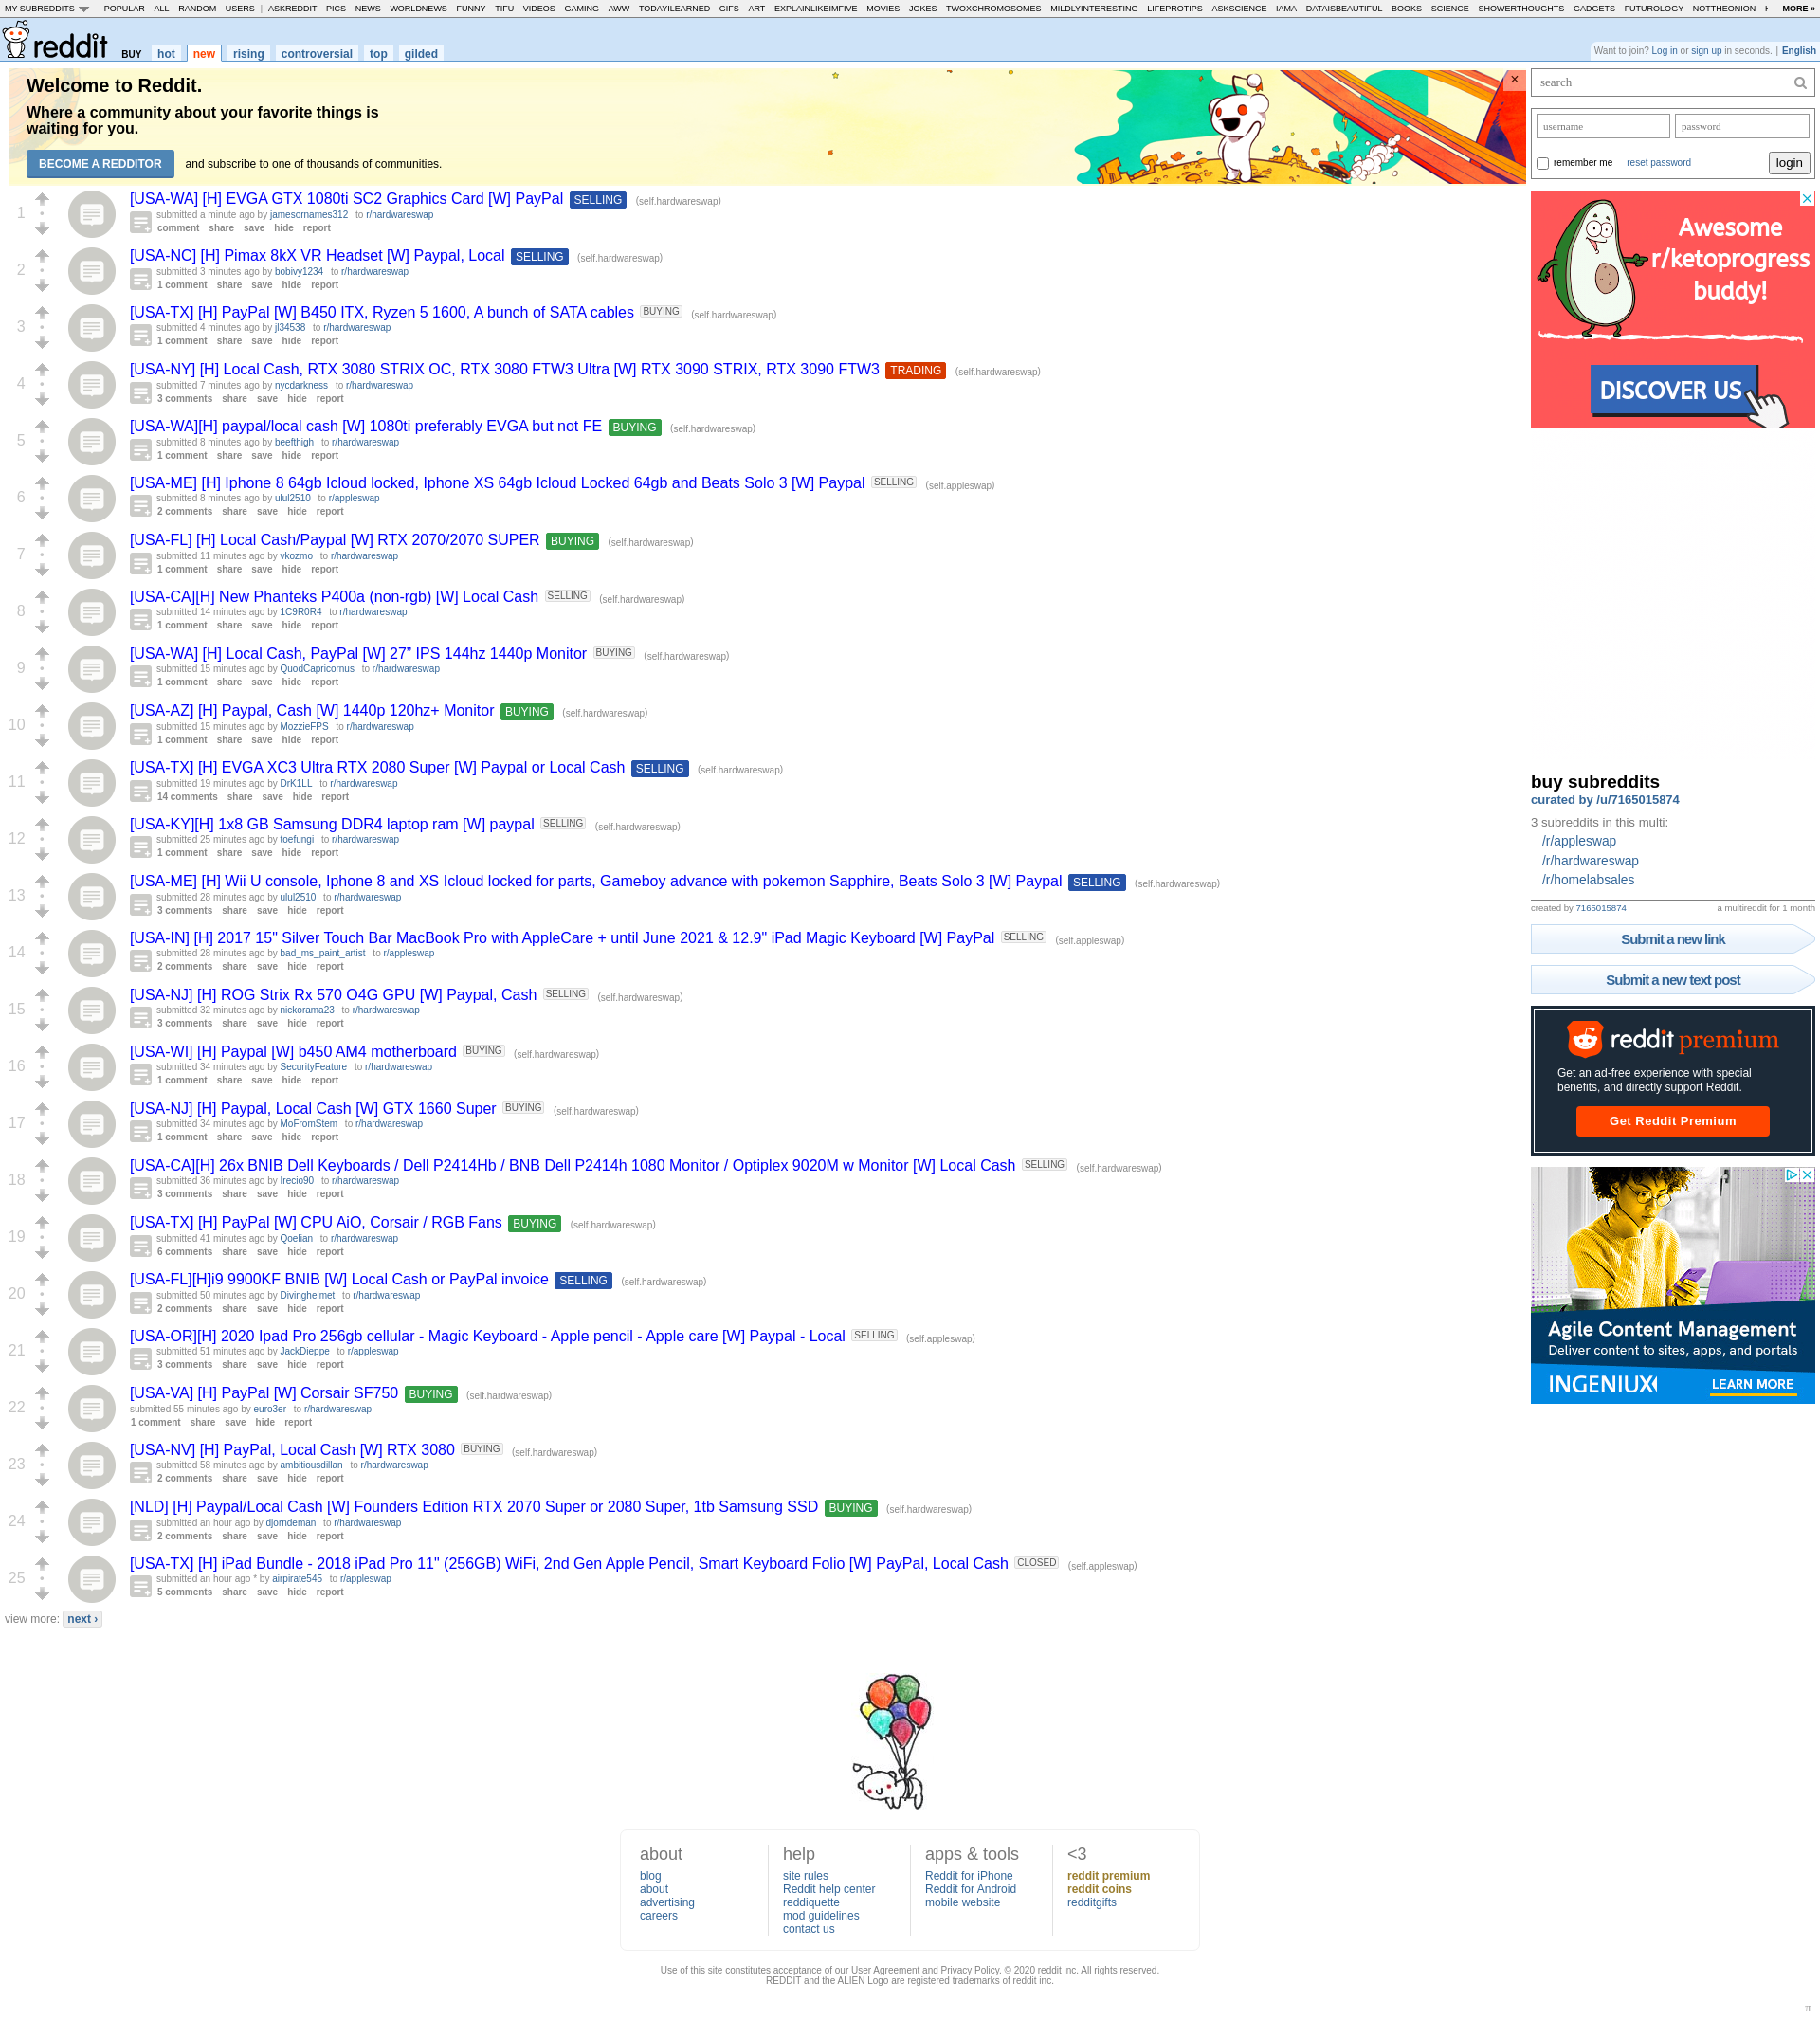 MY SUBREDDITS POPULAR - ALL - RANDOM - USERS | ASKREDDIT - PICS - NEWS - WORLDNEWS - FUNNY - TIFU - VIDEOS - GAMING - AWW - TODAYILEARNED - GIFS - ART - EXPLAINLIKEIMFIVE - MOVIES - JOKES - TWOXCHROMOSOMES - MILDLYINTERESTING - LIFEPROTIPS - ASKSCIENCE - IAMA - DATAISBEAUTIFUL - BOOKS - SCIENCE - SHOWERTHOUGHTS - GADGETS - FUTUROLOGY - NOTTHEONION - MORE »
reddit BUY hot new rising controversial top gilded
Want to join? Log in or sign up in seconds. | English
Welcome to Reddit.
Where a community about your favorite things is
waiting for you.
BECOME A REDDITOR and subscribe to one of thousands of communities.
1 [USA-WA] [H] EVGA GTX 1080ti SC2 Graphics Card [W] PayPal SELLING (self.hardwareswap)
submitted a minute ago by jamesornames312 to r/hardwareswap
comment share save hide report
2 [USA-NC] [H] Pimax 8kX VR Headset [W] Paypal, Local SELLING (self.hardwareswap)
submitted 3 minutes ago by bobivy1234 to r/hardwareswap
1 comment share save hide report
3 [USA-TX] [H] PayPal [W] B450 ITX, Ryzen 5 1600, A bunch of SATA cables BUYING (self.hardwareswap)
submitted 4 minutes ago by jl34538 to r/hardwareswap
1 comment share save hide report
4 [USA-NY] [H] Local Cash, RTX 3080 STRIX OC, RTX 3080 FTW3 Ultra [W] RTX 3090 STRIX, RTX 3090 FTW3 TRADING (self.hardwareswap)
submitted 7 minutes ago by nycdarkness to r/hardwareswap
3 comments share save hide report
5 [USA-WA][H] paypal/local cash [W] 1080ti preferably EVGA but not FE BUYING (self.hardwareswap)
submitted 8 minutes ago by beefthigh to r/hardwareswap
1 comment share save hide report
6 [USA-ME] [H] Iphone 8 64gb Icloud locked, Iphone XS 64gb Icloud Locked 64gb and Beats Solo 3 [W] Paypal SELLING (self.appleswap)
submitted 8 minutes ago by ulul2510 to r/appleswap
2 comments share save hide report
7 [USA-FL] [H] Local Cash/Paypal [W] RTX 2070/2070 SUPER BUYING (self.hardwareswap)
submitted 11 minutes ago by vkozmo to r/hardwareswap
1 comment share save hide report
8 [USA-CA][H] New Phanteks P400a (non-rgb) [W] Local Cash SELLING (self.hardwareswap)
submitted 14 minutes ago by 1C9R0R4 to r/hardwareswap
1 comment share save hide report
9 [USA-WA] [H] Local Cash, PayPal [W] 27” IPS 144hz 1440p Monitor BUYING (self.hardwareswap)
submitted 15 minutes ago by QuodCapricornus to r/hardwareswap
1 comment share save hide report
10 [USA-AZ] [H] Paypal, Cash [W] 1440p 120hz+ Monitor BUYING (self.hardwareswap)
submitted 15 minutes ago by MozzieFPS to r/hardwareswap
1 comment share save hide report
11 [USA-TX] [H] EVGA XC3 Ultra RTX 2080 Super [W] Paypal or Local Cash SELLING (self.hardwareswap)
submitted 19 minutes ago by DrK1LL to r/hardwareswap
14 comments share save hide report
12 [USA-KY][H] 1x8 GB Samsung DDR4 laptop ram [W] paypal SELLING (self.hardwareswap)
submitted 25 minutes ago by toefungi to r/hardwareswap
1 comment share save hide report
13 [USA-ME] [H] Wii U console, Iphone 8 and XS Icloud locked for parts, Gameboy advance with pokemon Sapphire, Beats Solo 3 [W] Paypal SELLING (self.hardwareswap)
submitted 28 minutes ago by ulul2510 to r/hardwareswap
3 comments share save hide report
14 [USA-IN] [H] 2017 15" Silver Touch Bar MacBook Pro with AppleCare + until June 2021 & 12.9" iPad Magic Keyboard [W] PayPal SELLING (self.appleswap)
submitted 28 minutes ago by bad_ms_paint_artist to r/appleswap
2 comments share save hide report
15 [USA-NJ] [H] ROG Strix Rx 570 O4G GPU [W] Paypal, Cash SELLING (self.hardwareswap)
submitted 32 minutes ago by nickorama23 to r/hardwareswap
3 comments share save hide report
16 [USA-WI] [H] Paypal [W] b450 AM4 motherboard BUYING (self.hardwareswap)
submitted 34 minutes ago by SecurityFeature to r/hardwareswap
1 comment share save hide report
17 [USA-NJ] [H] Paypal, Local Cash [W] GTX 1660 Super BUYING (self.hardwareswap)
submitted 34 minutes ago by MoFromStem to r/hardwareswap
1 comment share save hide report
18 [USA-CA][H] 26x BNIB Dell Keyboards / Dell P2414Hb / BNB Dell P2414h 1080 Monitor / Optiplex 9020M w Monitor [W] Local Cash SELLING (self.hardwareswap)
submitted 36 minutes ago by lrecio90 to r/hardwareswap
3 comments share save hide report
19 [USA-TX] [H] PayPal [W] CPU AiO, Corsair / RGB Fans BUYING (self.hardwareswap)
submitted 41 minutes ago by Qoelian to r/hardwareswap
6 comments share save hide report
20 [USA-FL][H]i9 9900KF BNIB [W] Local Cash or PayPal invoice SELLING (self.hardwareswap)
submitted 50 minutes ago by Divinghelmet to r/hardwareswap
2 comments share save hide report
21 [USA-OR][H] 2020 Ipad Pro 256gb cellular - Magic Keyboard - Apple pencil - Apple care [W] Paypal - Local SELLING (self.appleswap)
submitted 51 minutes ago by JackDieppe to r/appleswap
3 comments share save hide report
22 [USA-VA] [H] PayPal [W] Corsair SF750 BUYING (self.hardwareswap)
submitted 55 minutes ago by euro3er to r/hardwareswap
1 comment share save hide report
23 [USA-NV] [H] PayPal, Local Cash [W] RTX 3080 BUYING (self.hardwareswap)
submitted 58 minutes ago by ambitiousdillan to r/hardwareswap
2 comments share save hide report
24 [NLD] [H] Paypal/Local Cash [W] Founders Edition RTX 2070 Super or 2080 Super, 1tb Samsung SSD BUYING (self.hardwareswap)
submitted an hour ago by djorndeman to r/hardwareswap
2 comments share save hide report
25 [USA-TX] [H] iPad Bundle - 2018 iPad Pro 11" (256GB) WiFi, 2nd Gen Apple Pencil, Smart Keyboard Folio [W] PayPal, Local Cash CLOSED (self.appleswap)
submitted an hour ago * by airpirate545 to r/appleswap
5 comments share save hide report
view more: next ›
search
username password
remember me reset password login
Awesome
r/ketoprogress
buddy!
DISCOVER US
buy subreddits
curated by /u/7165015874
3 subreddits in this multi:
/r/appleswap
/r/hardwareswap
/r/homelabsales
created by 7165015874 a multireddit for 1 month
Submit a new link
Submit a new text post
reddit premium
Get an ad-free experience with special
benefits, and directly support Reddit.
Get Reddit Premium
Agile Content Management
Deliver content to sites, apps, and portals
INGENIUX LEARN MORE
about
blog
about
advertising
careers
help
site rules
Reddit help center
reddiquette
mod guidelines
contact us
apps & tools
Reddit for iPhone
Reddit for Android
mobile website
<3
reddit premium
reddit coins
redditgifts
Use of this site constitutes acceptance of our User Agreement and Privacy Policy. © 2020 reddit inc. All rights reserved.
REDDIT and the ALIEN Logo are registered trademarks of reddit inc.
π